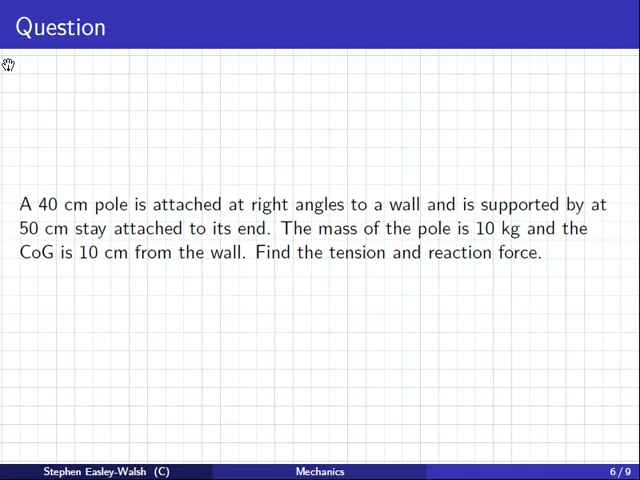 Question
A 40 cm pole is attached at right angles to a wall and is supported by at
50 cm stay attached to its end. The mass of the pole is 10 kg and the
CoG is 10 cm from the wall. Find the tension and reaction force.
Stephen Easley-Walsh (C) Mechanics 6 / 9